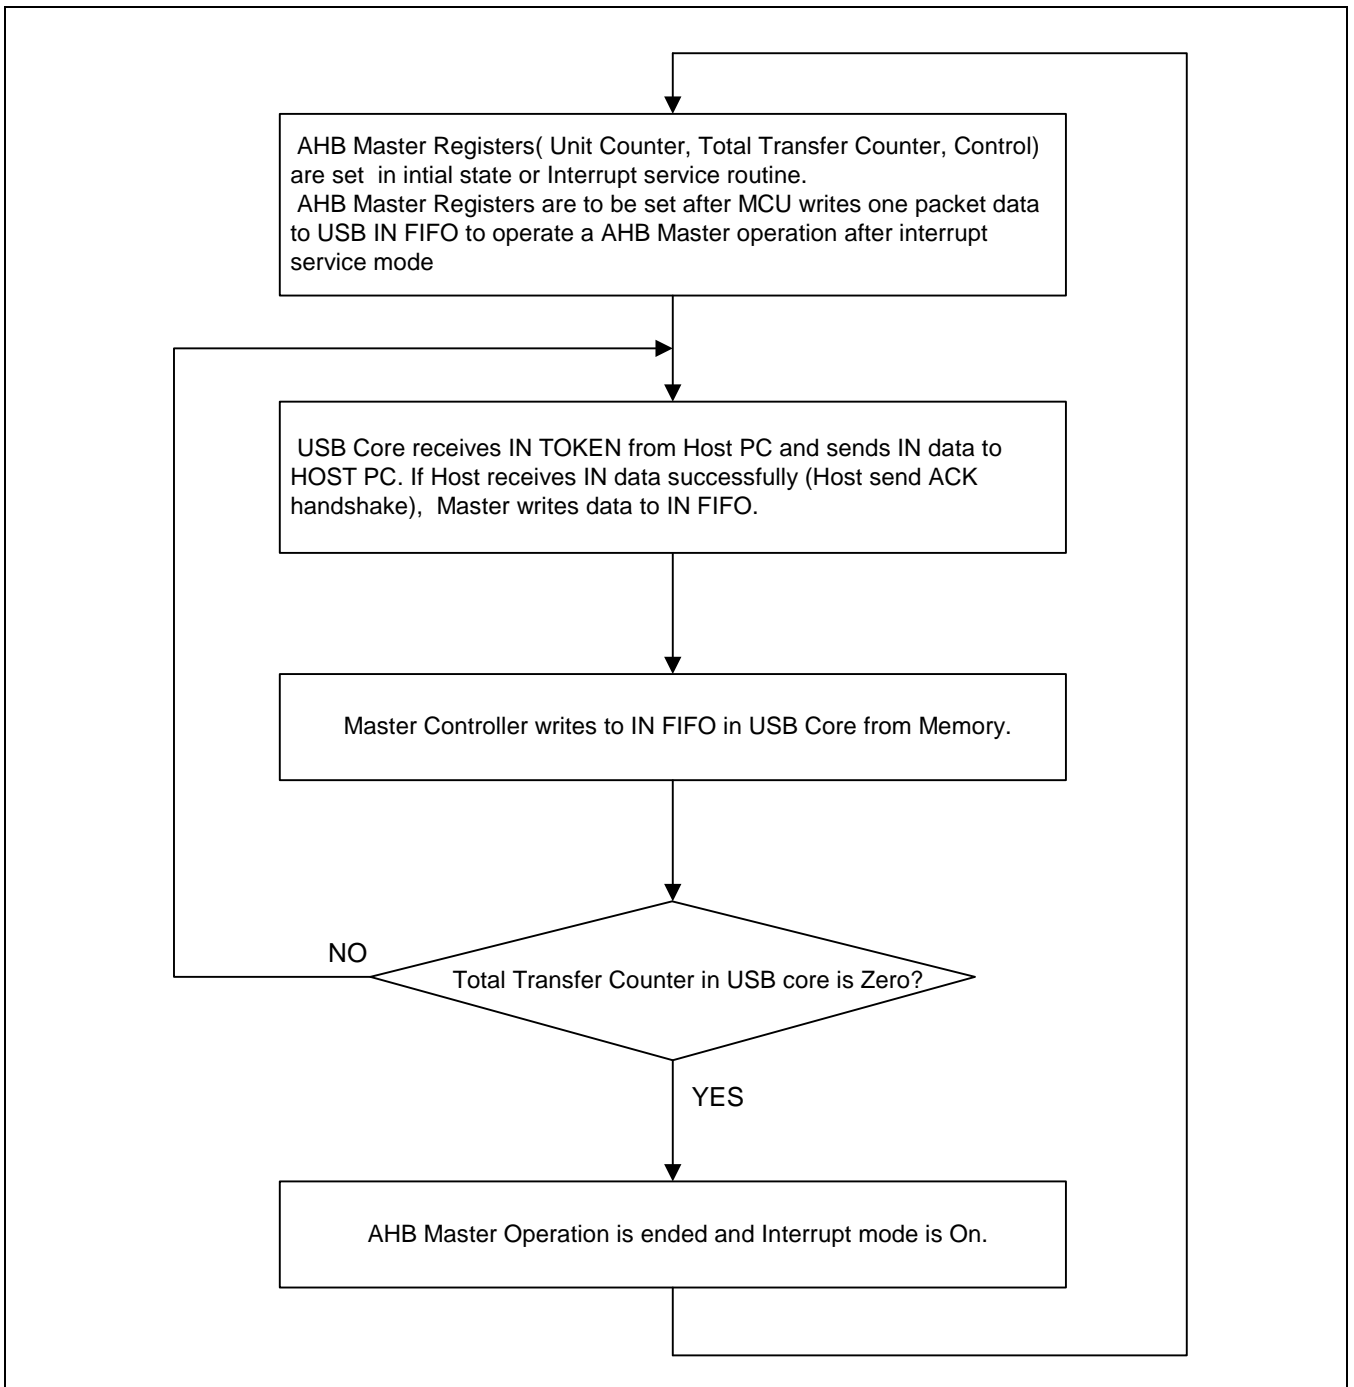 AHB Master Registers( Unit Counter, Total Transfer Counter, Control)
are set  in intial state or Interrupt service routine.
AHB Master Registers are to be set after MCU writes one packet data
to USB IN FIFO to operate a AHB Master operation after interrupt
service mode
USB Core receives IN TOKEN from Host PC and sends IN data to
HOST PC. If Host receives IN data successfully (Host send ACK
handshake),  Master writes data to IN FIFO.
Master Controller writes to IN FIFO in USB Core from Memory.
NO
Total Transfer Counter in USB core is Zero?
YES
AHB Master Operation is ended and Interrupt mode is On.